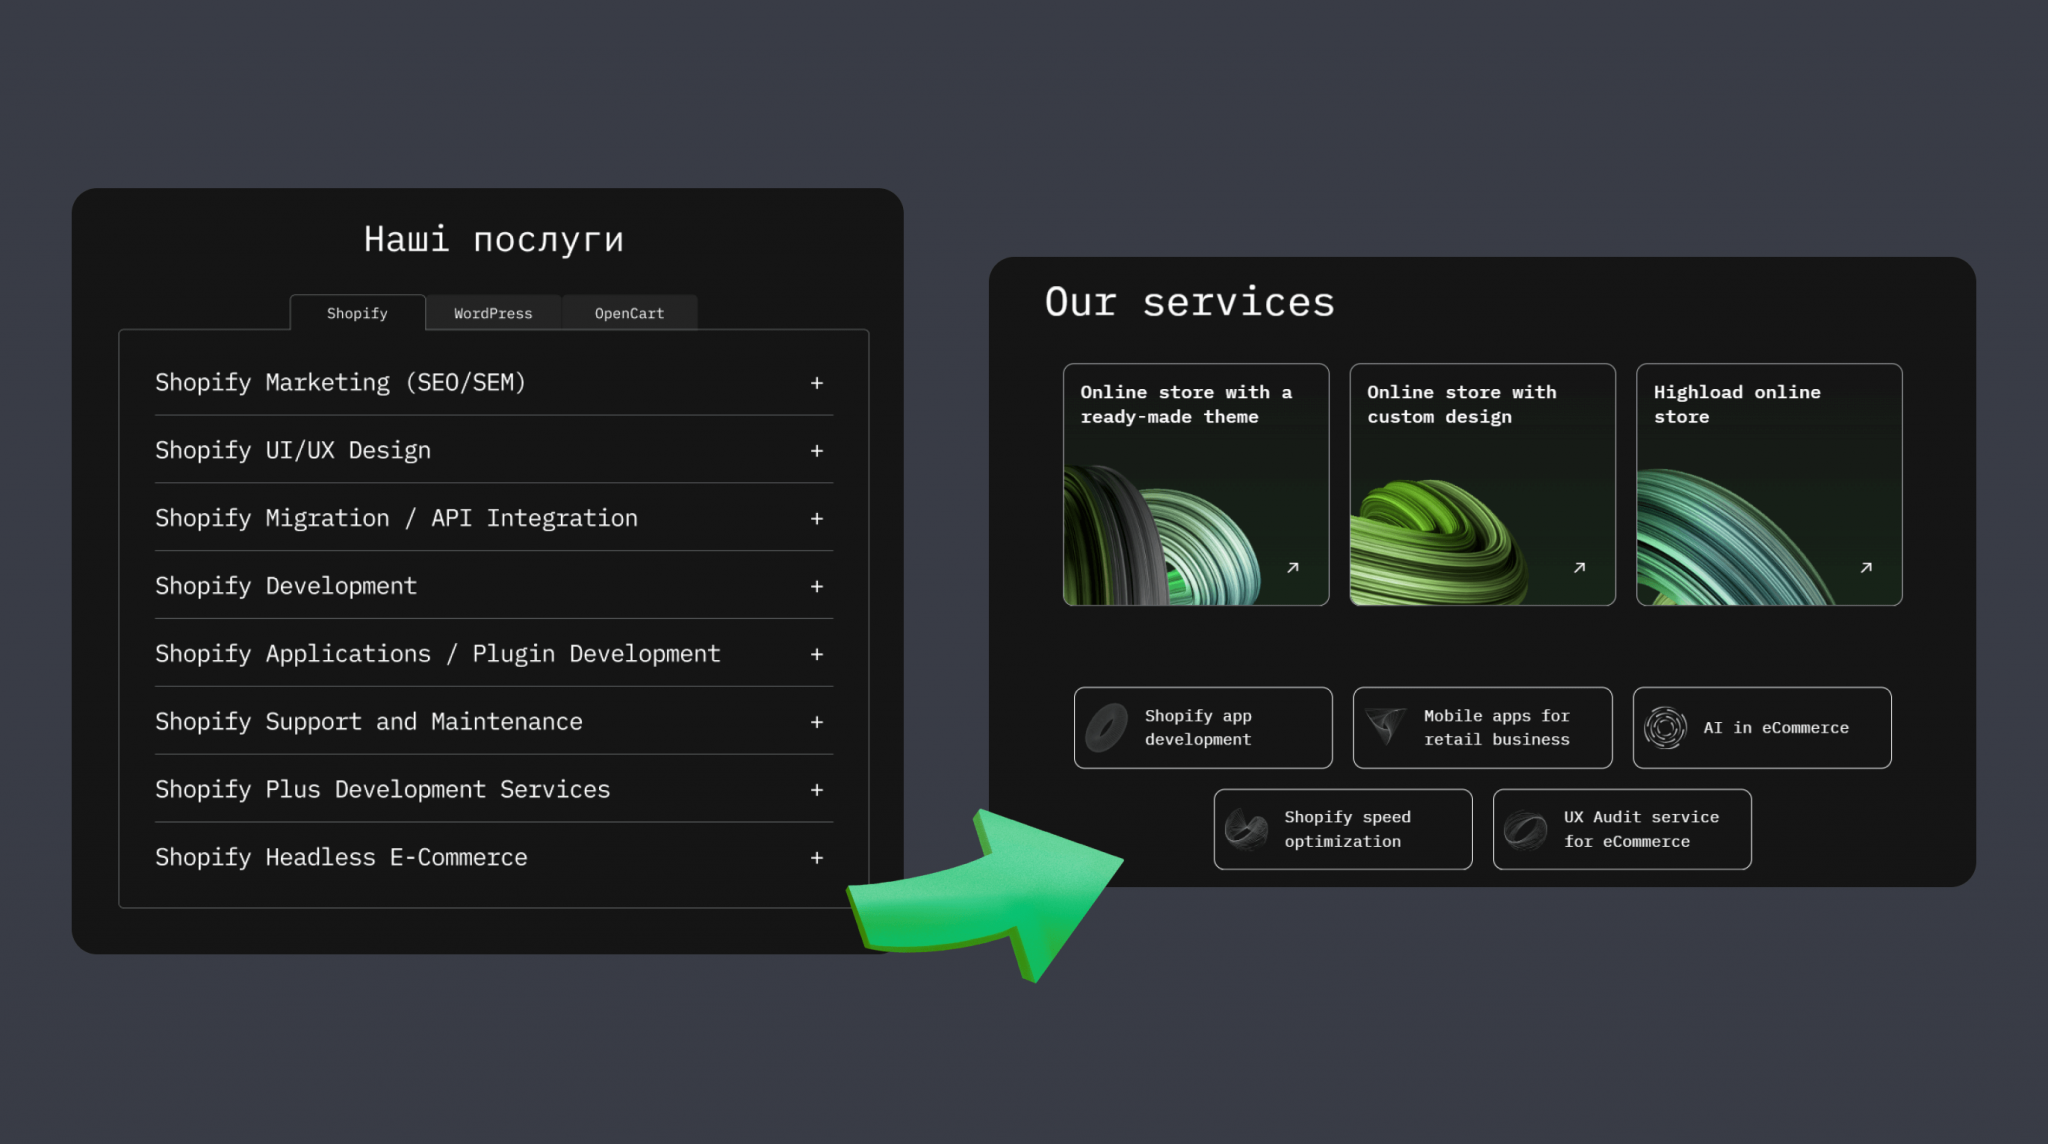 Наші послуги
Shopify
WordPress
OpenCart
Shopify Marketing (SEO/SEM) +
Shopify UI/UX Design +
Shopify Migration / API Integration +
Shopify Development +
Shopify Applications / Plugin Development +
Shopify Support and Maintenance +
Shopify Plus Development Services +
Shopify Headless E-Commerce +
Our services
Online store with a
ready-made theme
Online store with
custom design
Highload online
store
Shopify app
development
Mobile apps for
retail business
AI in eCommerce
Shopify speed
optimization
UX Audit service
for eCommerce